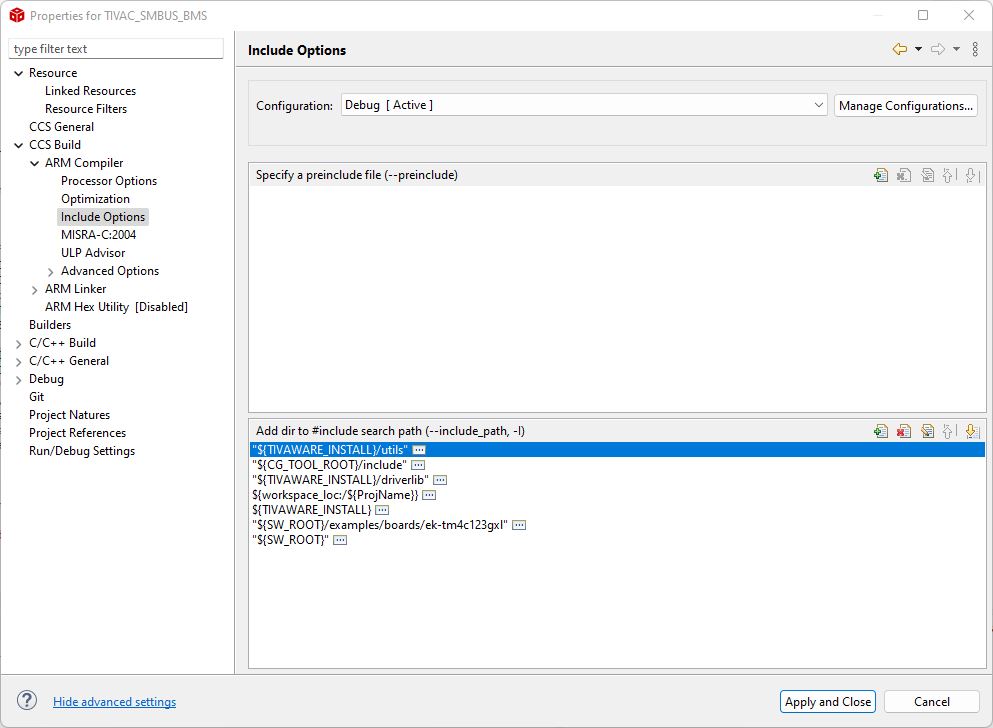 Properties for TIVAC_SMBUS_BMS
type filter text
Resource
Linked Resources
Resource Filters
CCS General
CCS Build
ARM Compiler
Processor Options
Optimization
Include Options
MISRA-C:2004
ULP Advisor
Advanced Options
ARM Linker
ARM Hex Utility [Disabled]
Builders
C/C++ Build
C/C++ General
Debug
Git
Project Natures
Project References
Run/Debug Settings
Include Options
Configuration: Debug [ Active ] Manage Configurations...
Specify a preinclude file (--preinclude)
Add dir to #include search path (--include_path, -I)
"${TIVAWARE_INSTALL}/utils"
"${CG_TOOL_ROOT}/include"
"${TIVAWARE_INSTALL}/driverlib"
${workspace_loc:/${ProjName}}
${TIVAWARE_INSTALL}
"${SW_ROOT}/examples/boards/ek-tm4c123gxl"
"${SW_ROOT}"
? Hide advanced settings Apply and Close Cancel